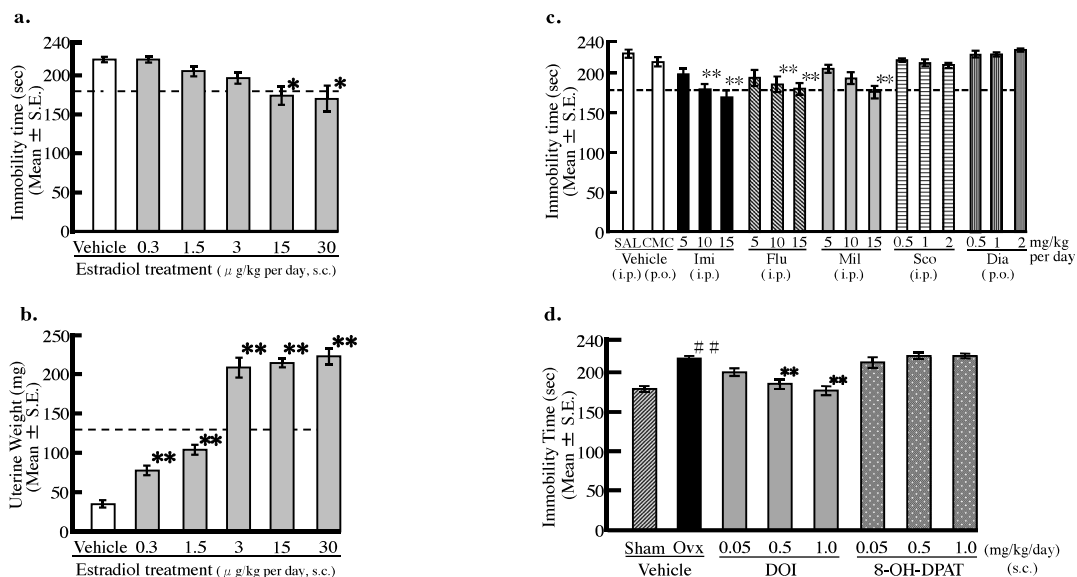 a.
Immobility time (sec)
(Mean ± S.E.)
240
200
150
100
50
0
*
*
Vehicle 0.3 1.5 3 15 30
Estradiol treatment (μ g/kg per day, s.c.)
b.
Uterine Weight (mg)
(Mean ± S.E.)
250
200
150
100
50
0
**
**
**
**
**
Vehicle 0.3 1.5 3 15 30
Estradiol treatment (μ g/kg per day, s.c.)
c.
Immobility time (sec)
(Mean ± S.E.)
240
200
150
100
50
0
** ** ** ** **
SAL CMC 5 10 15 5 10 15 5 10 15 0.5 1 2 0.5 1 2 mg/kg
per day
Vehicle Imi Flu Mil Sco Dia
(i.p.) (p.o.) (i.p.) (i.p.) (i.p.) (i.p.) (p.o.)
d.
Immobility Time (sec)
(Mean ± S.E.)
240
200
150
100
50
0
##
**
**
Sham Ovx 0.05 0.5 1.0 0.05 0.5 1.0 (mg/kg/day)
Vehicle DOI 8-OH-DPAT (s.c.)